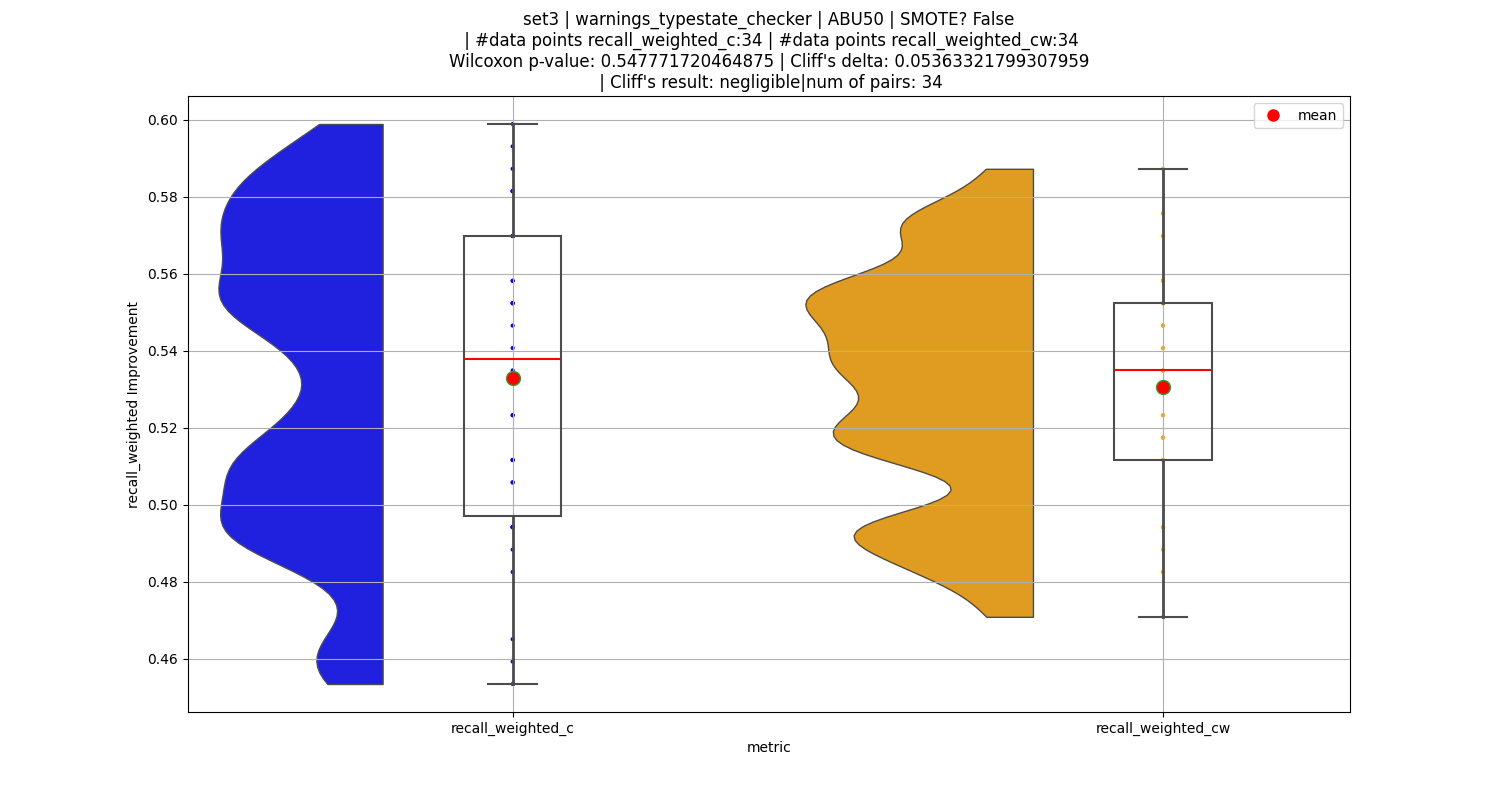 set3 | warnings_typestate_checker | ABU50 | SMOTE? False
| #data points recall_weighted_c:34 | #data points recall_weighted_cw:34
Wilcoxon p-value: 0.547771720464875 | Cliff's delta: 0.05363321799307959
| Cliff's result: negligible|num of pairs: 34
mean
0.60
0.58
0.56
0.54
0.52
0.50
0.48
0.46
recall_weighted Improvement
recall_weighted_c
recall_weighted_cw
metric